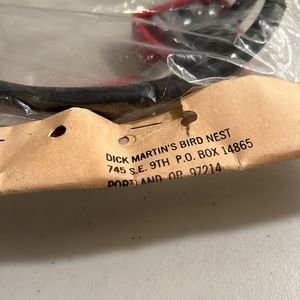 DICK MARTIN'S BIRD NEST
745 S.E. 9TH P.O. BOX 14865
PORTLAND, OR 97214